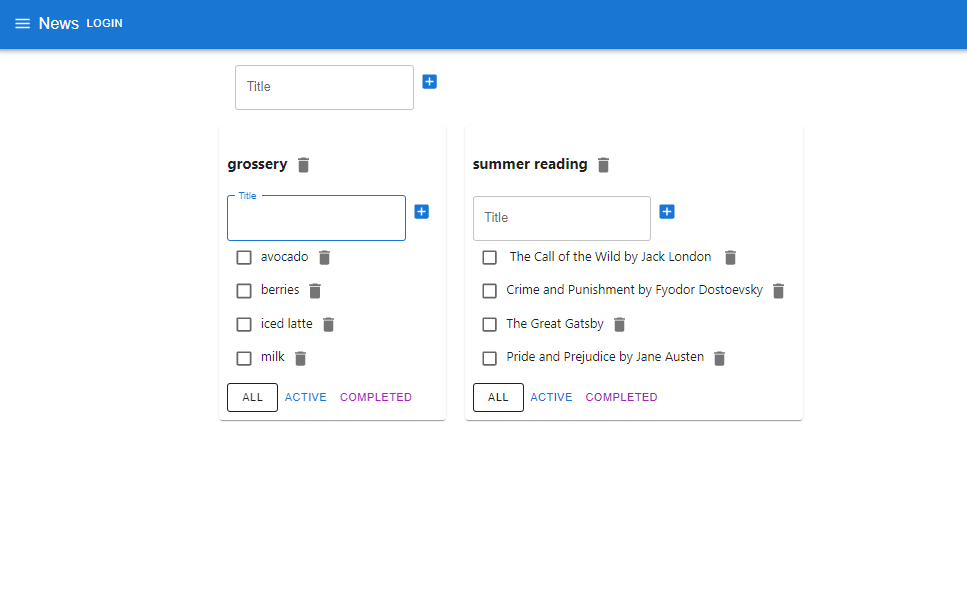 News LOGIN
Title
grossery
Title
avocado
berries
iced latte
milk
ALL ACTIVE COMPLETED
summer reading
Title
The Call of the Wild by Jack London
Crime and Punishment by Fyodor Dostoevsky
The Great Gatsby
Pride and Prejudice by Jane Austen
ALL ACTIVE COMPLETED